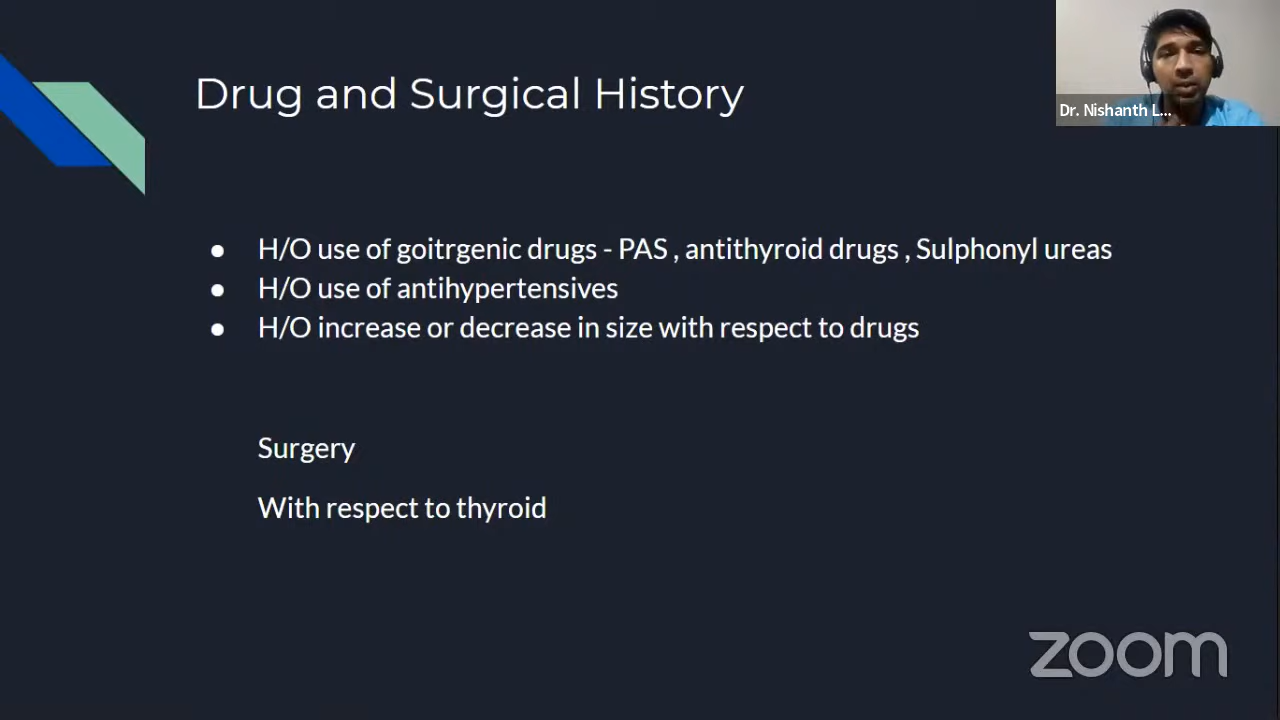 Drug and Surgical History
Dr. Nishanth L...
● H/O use of goitrgenic drugs - PAS , antithyroid drugs , Sulphonyl ureas
● H/O use of antihypertensives
● H/O increase or decrease in size with respect to drugs
Surgery
With respect to thyroid
zoom